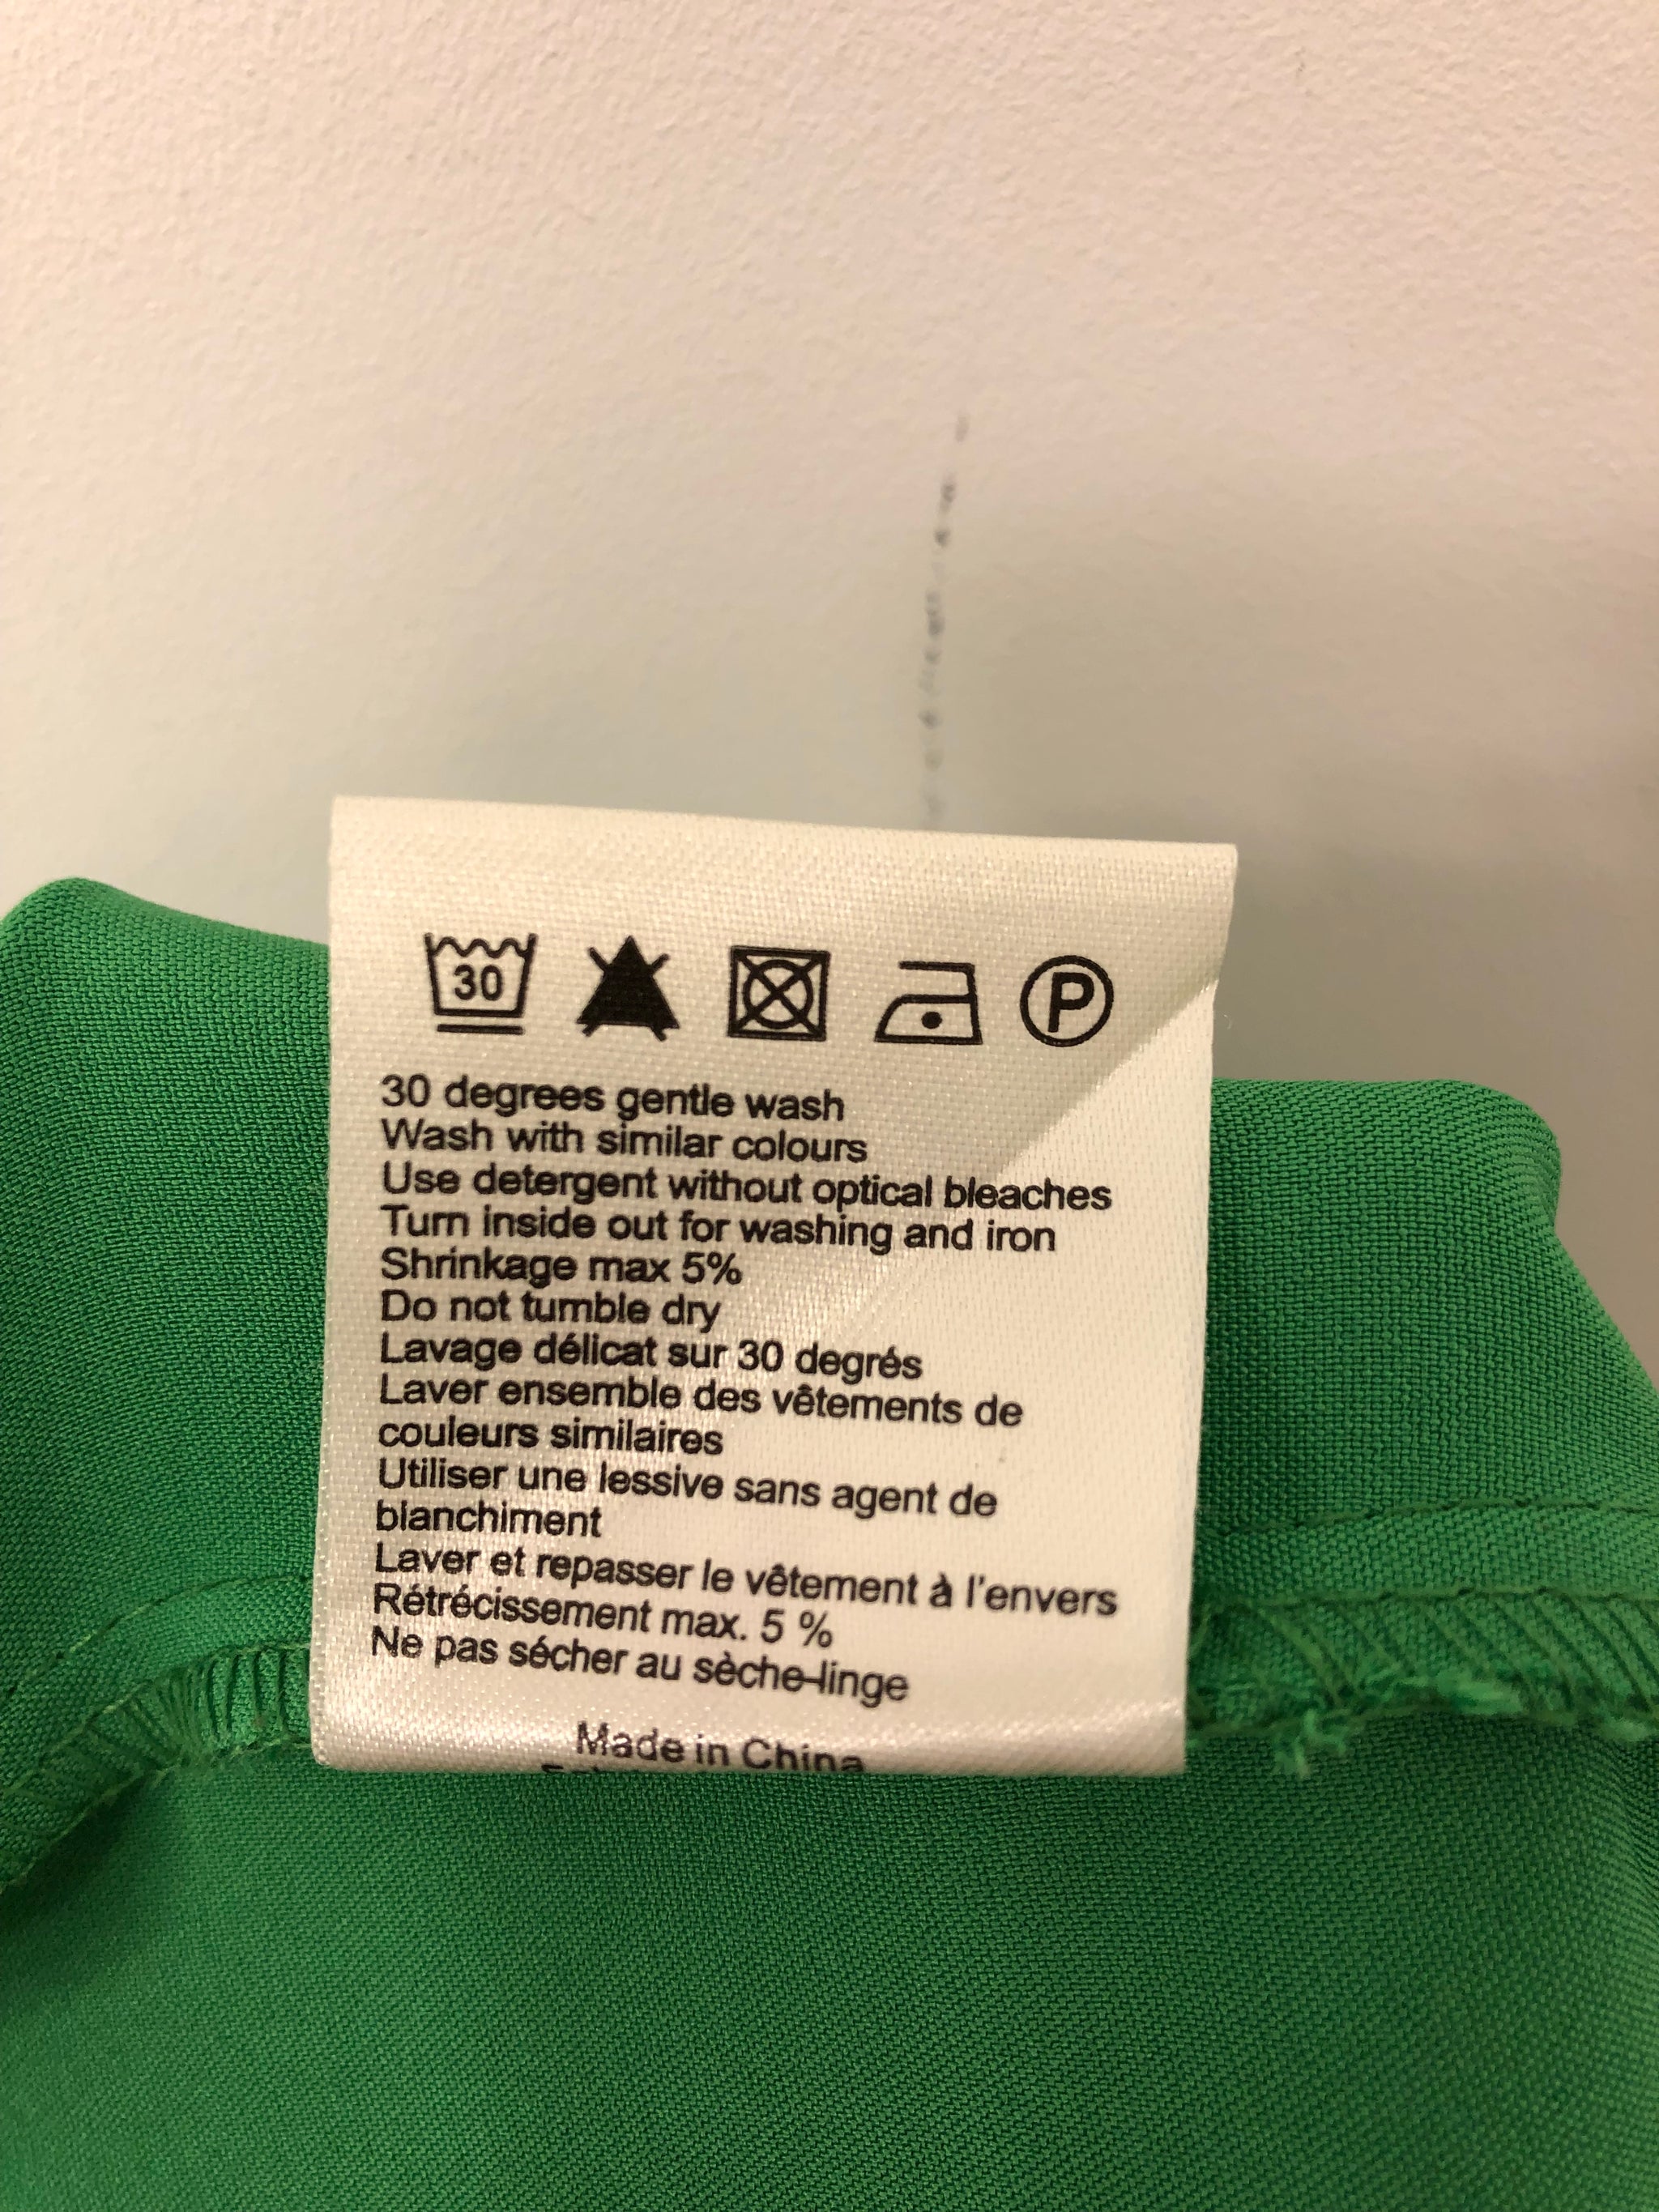 30
P
30 degrees gentle wash
Wash with similar colours
Use detergent without optical bleaches
Turn inside out for washing and iron
Shrinkage max 5%
Do not tumble dry
Lavage délicat sur 30 degrés
Laver ensemble des vêtements de
couleurs similaires
Utiliser une lessive sans agent de
blanchiment
Laver et repasser le vêtement à l'envers
Rétrécissement max. 5 %
Ne pas sécher au sèche-linge
Made in China